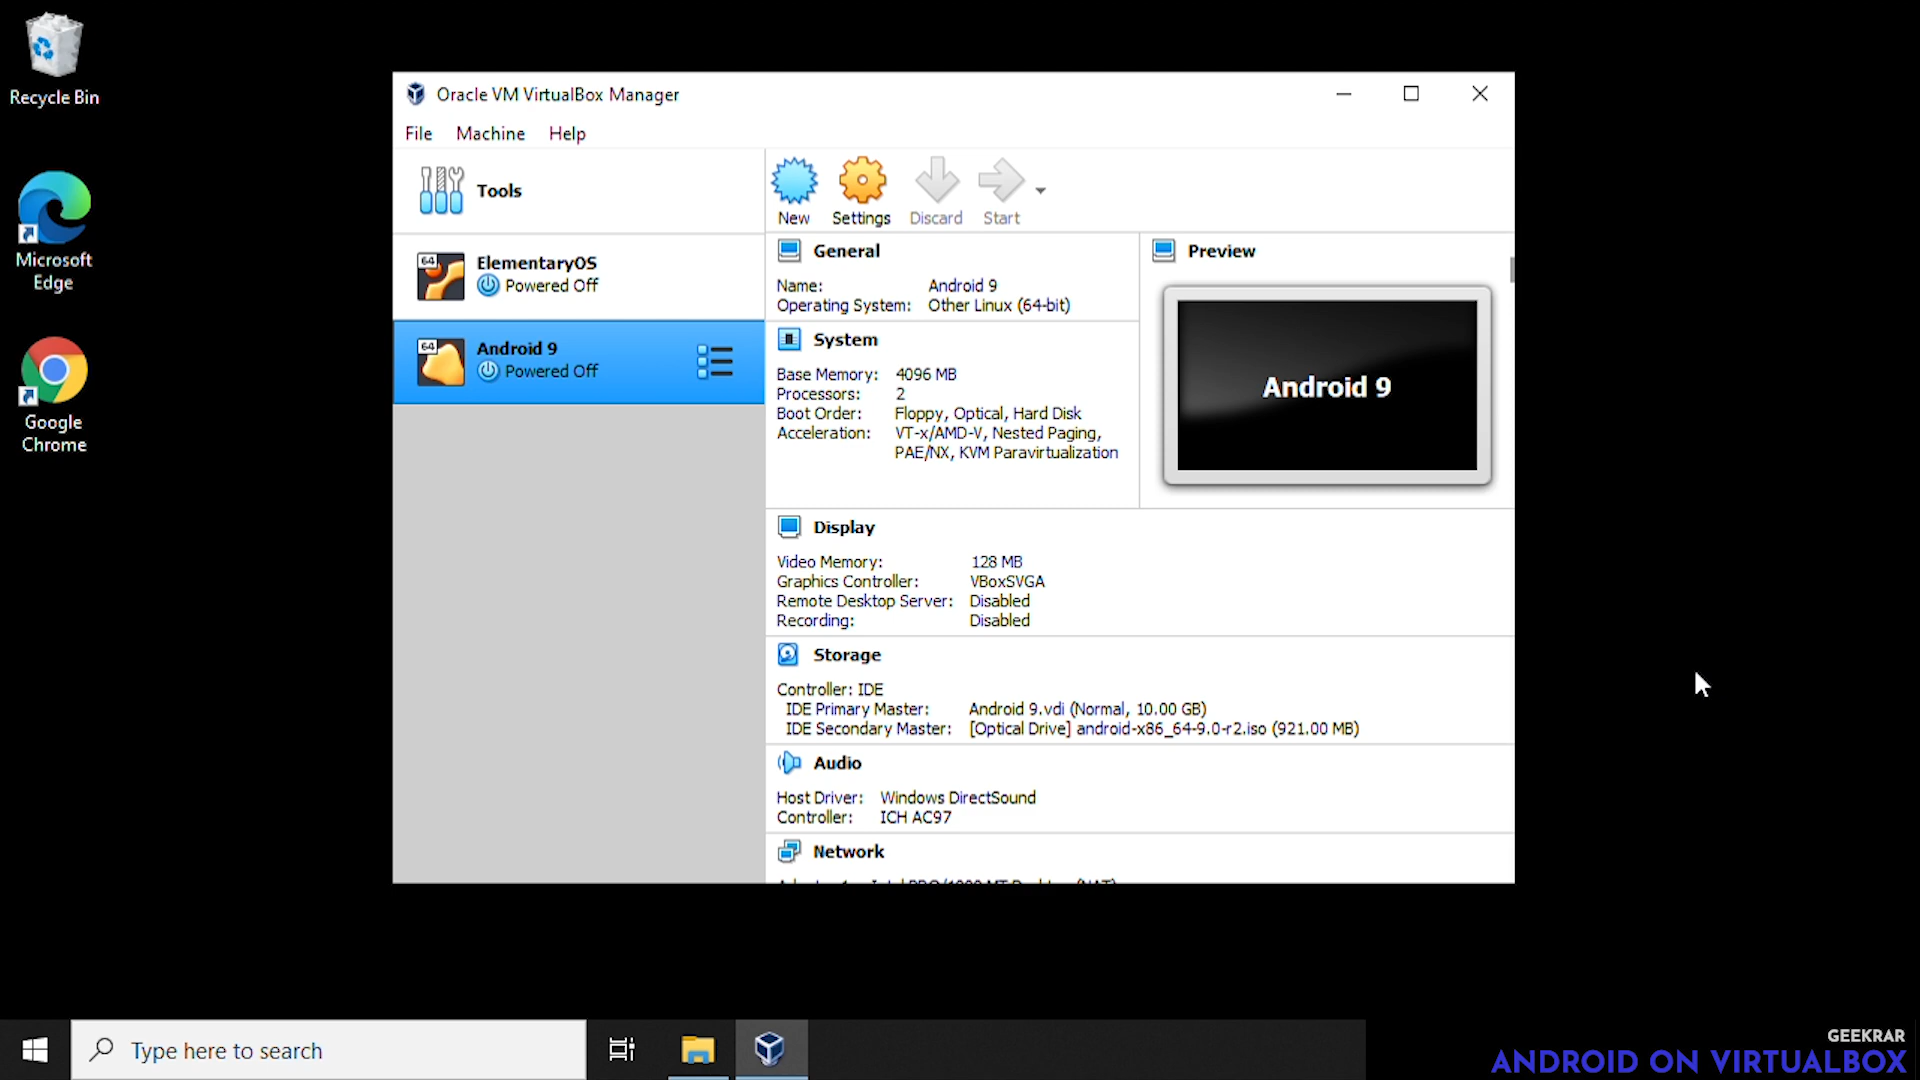 Recycle Bin
Microsoft
Edge
Google
Chrome
Oracle VM VirtualBox Manager
File Machine Help
Tools
64
ElementaryOS
Powered Off
64
Android 9
Powered Off
New Settings Discard Start
General
Name: Android 9
Operating System: Other Linux (64-bit)
System
Base Memory: 4096 MB
Processors: 2
Boot Order: Floppy, Optical, Hard Disk
Acceleration: VT-x/AMD-V, Nested Paging,
PAE/NX, KVM Paravirtualization
Preview
Android 9
Display
Video Memory: 128 MB
Graphics Controller: VBoxSVGA
Remote Desktop Server: Disabled
Recording: Disabled
Storage
Controller: IDE
IDE Primary Master: Android 9.vdi (Normal, 10.00 GB)
IDE Secondary Master: [Optical Drive] android-x86_64-9.0-r2.iso (921.00 MB)
Audio
Host Driver: Windows DirectSound
Controller: ICH AC97
Network
Type here to search
GEEKRAR
ANDROID ON VIRTUALBOX